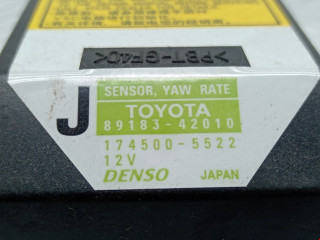 >PBT-GF40<
J
SENSOR, YAW RATE
TOYOTA
89183-42010
174500-5522
12V
DENSO JAPAN